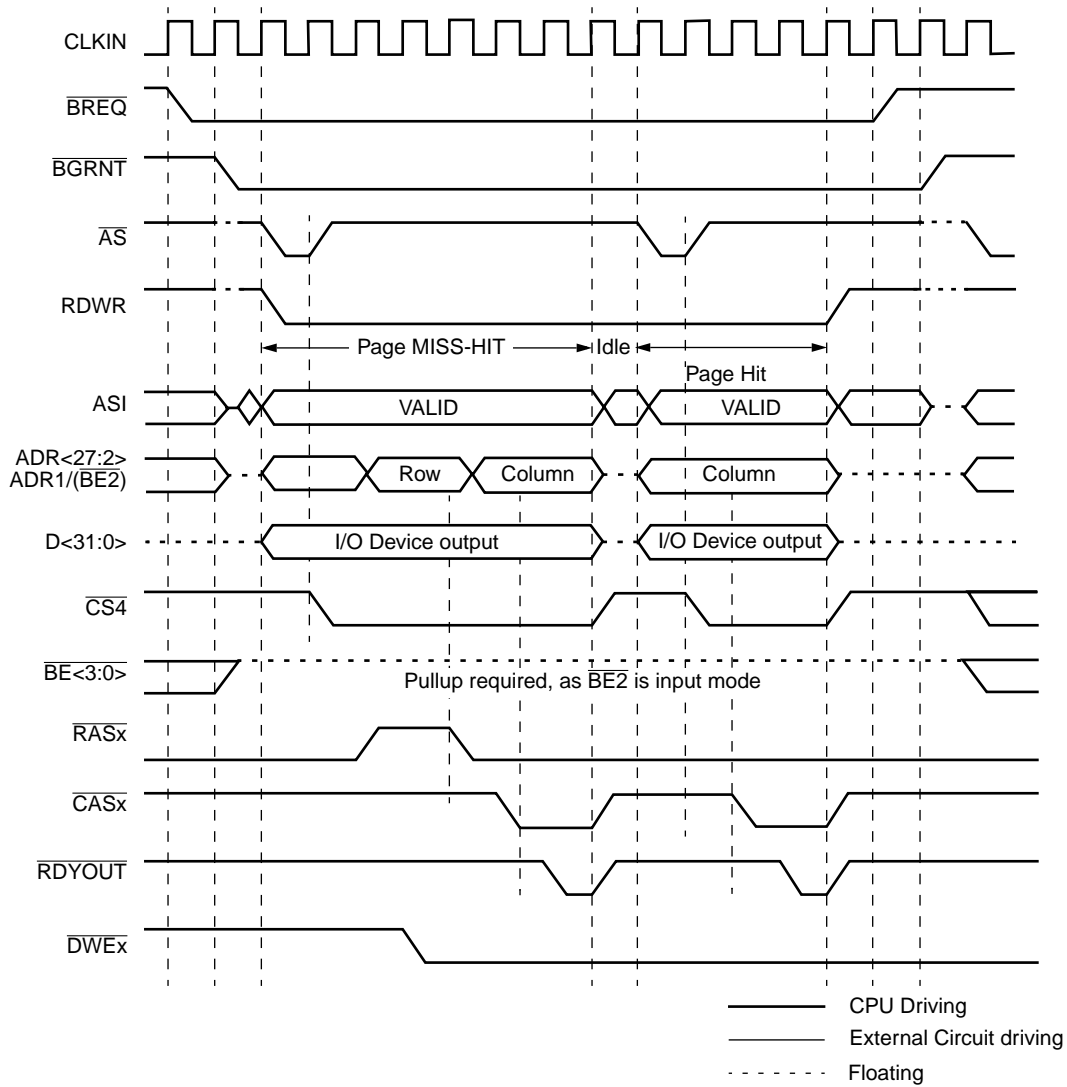 CLKIN
BREQ
BGRNT
AS
RDWR
Page MISS-HIT
Idle
Page Hit
ASI
VALID
VALID
ADR<27:2>
ADR1/(BE2)
Row
Column
Column
D<31:0>
I/O Device output
I/O Device output
CS4
BE<3:0>
Pullup required, as BE2 is input mode
RASx
CASx
RDYOUT
DWEx
CPU Driving
External Circuit driving
Floating